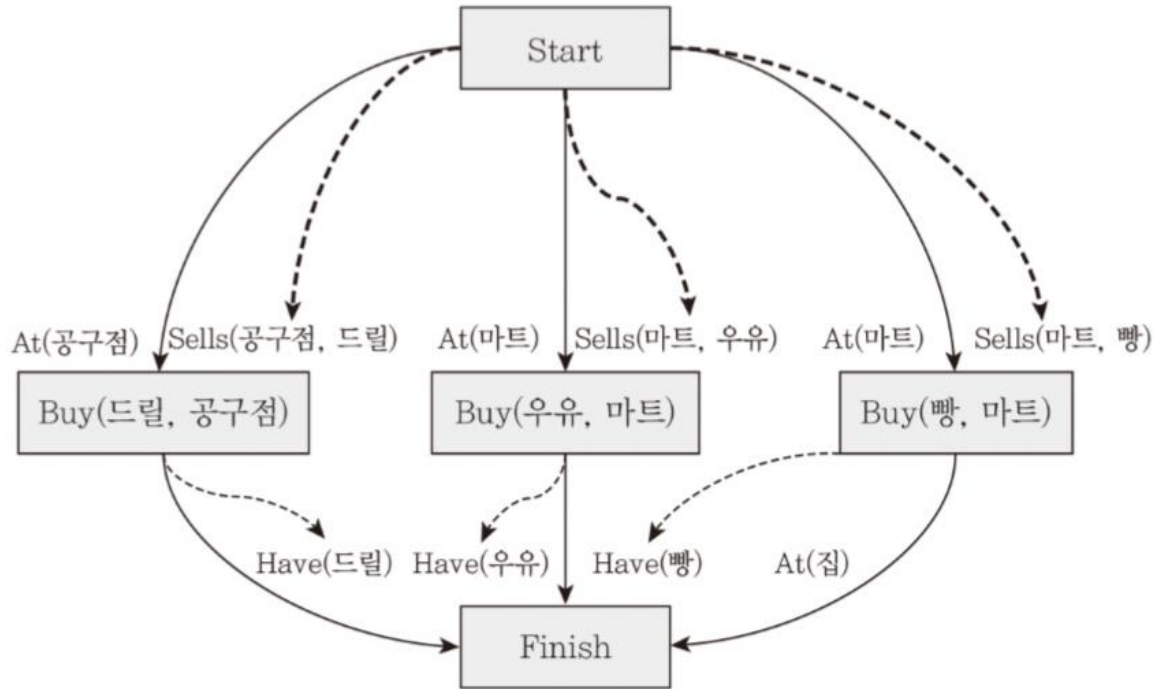 Start
At(공구점) Sells(공구점, 드릴) At(마트) Sells(마트, 우유) At(마트) Sells(마트, 빵)
Buy(드릴, 공구점) Buy(우유, 마트) Buy(빵, 마트)
Have(드릴) Have(우유) Have(빵) At(집)
Finish